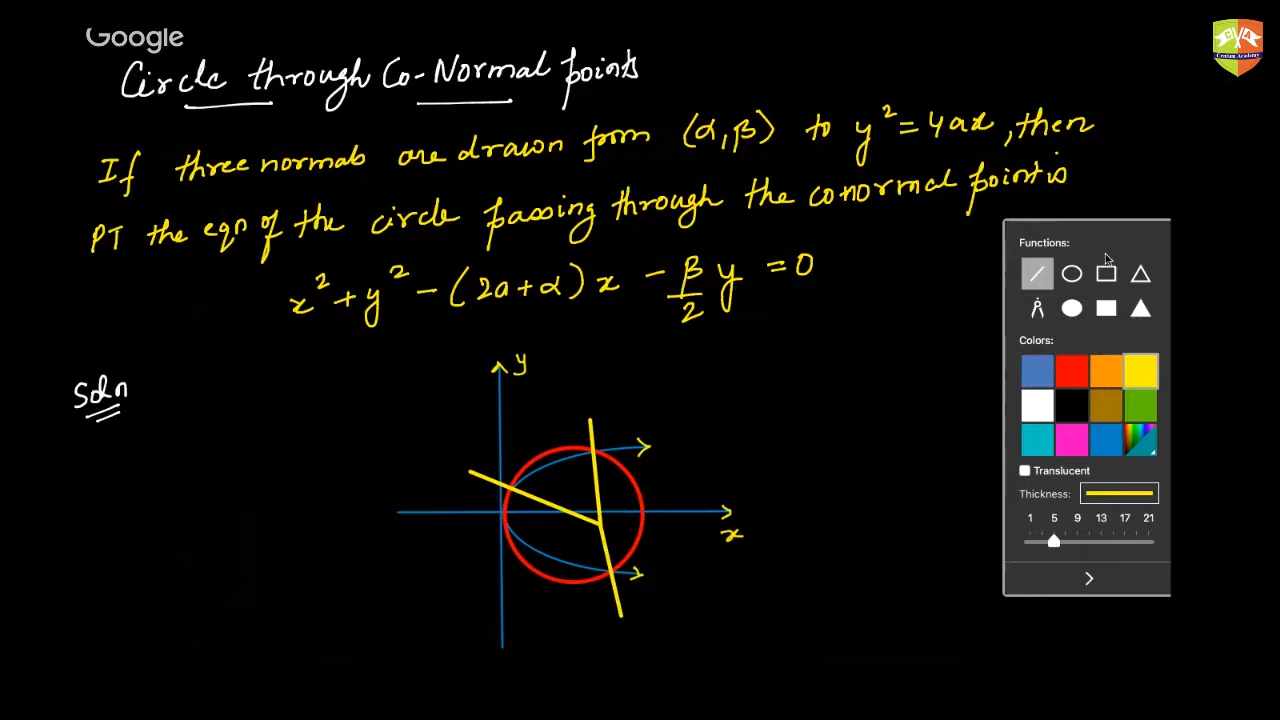 Google
Circle through Co-Normal points
If three normals are drawn from (α, β) to y² = 4ax, then
PT the eqn of the circle passing through the conormal point is
x² + y² - (2a + α) x - β/2 y = 0
Soln
y
x
Functions:
Colors:
Translucent
Thickness:
1 5 9 13 17 21